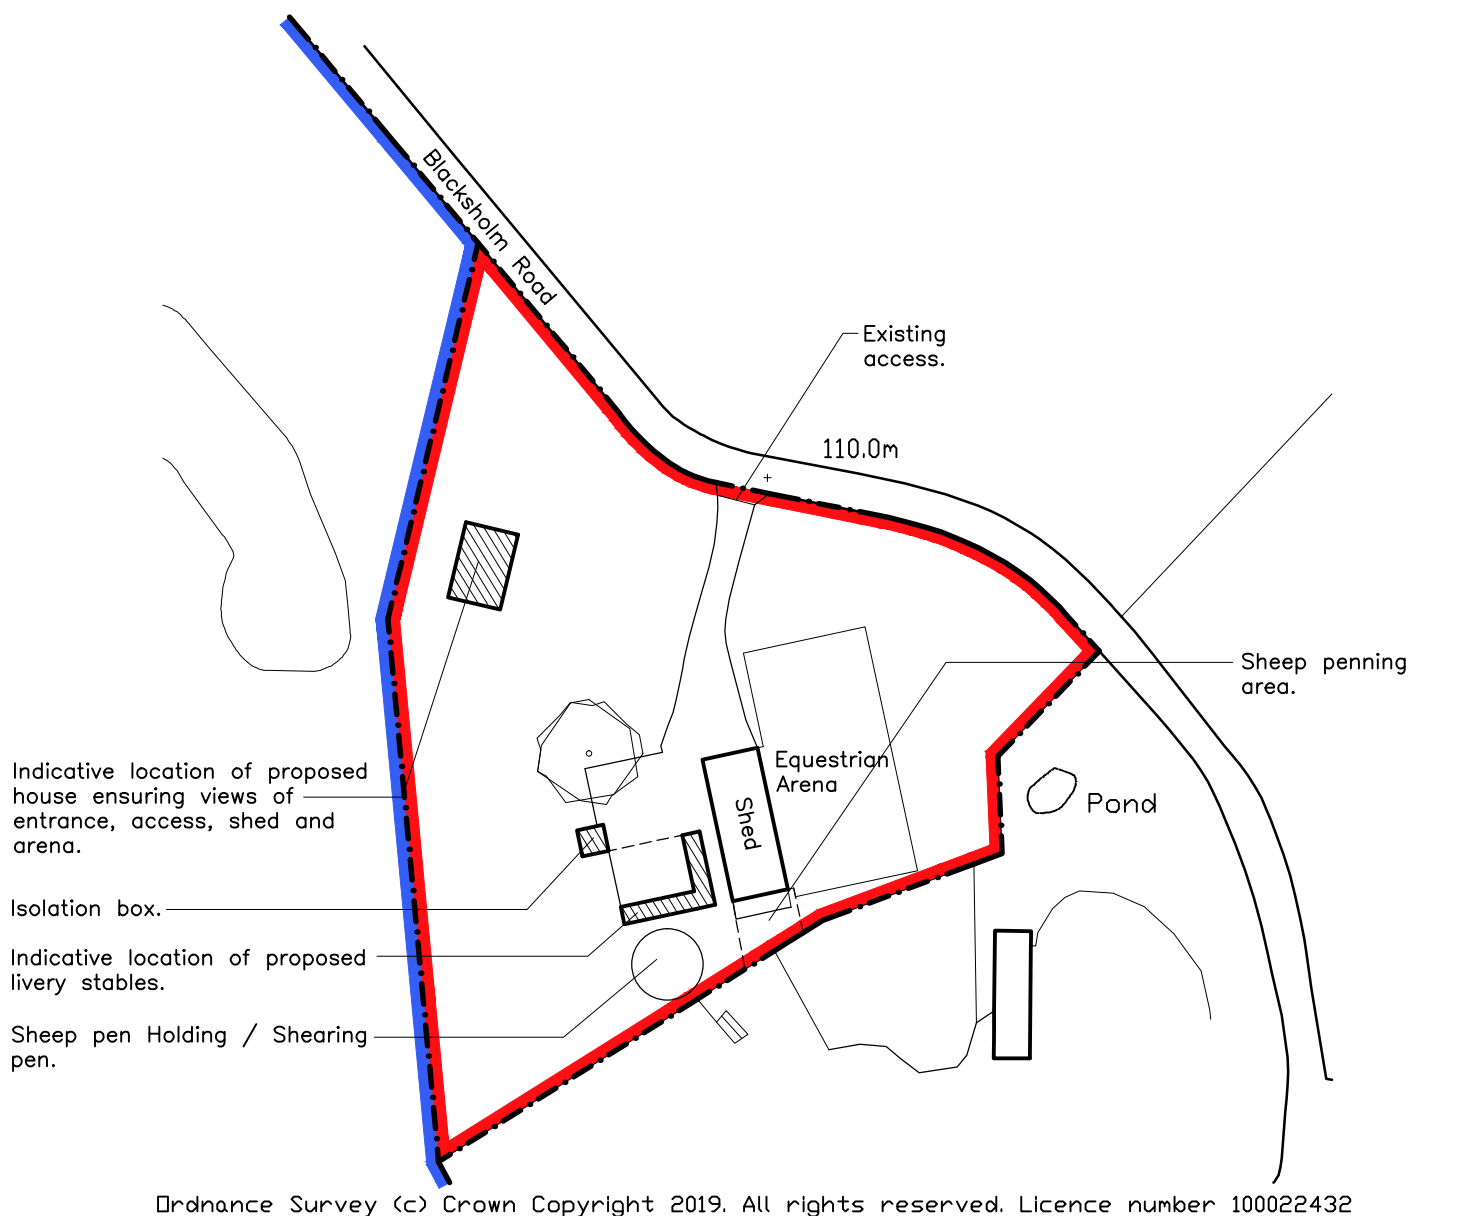 Blacksholm Road
Existing
access.
110.0m
Sheep penning
area.
Equestrian
Arena
Shed
Pond
Indicative location of proposed
house ensuring views of
entrance, access, shed and
arena.
Isolation box.
Indicative location of proposed
livery stables.
Sheep pen Holding / Shearing
pen.
Ordnance Survey (c) Crown Copyright 2019. All rights reserved. Licence number 100022432